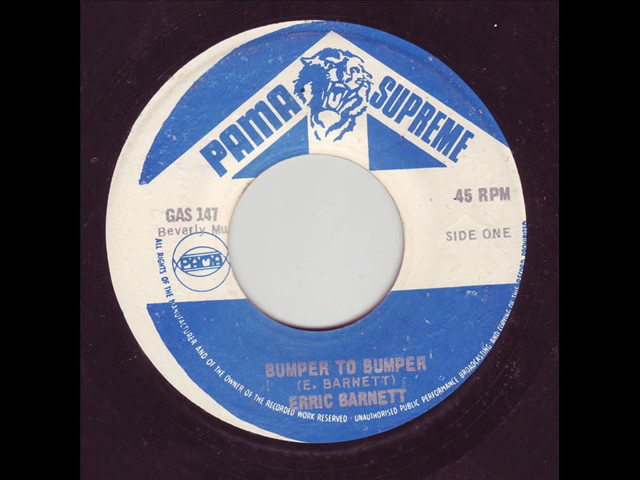 PAMA SUPREME
45 RPM
GAS 147
Beverly Mu
SIDE ONE
PAMA
BUMPER TO BUMPER
(E. BARNETT)
ERRIC BARNETT
ALL RIGHTS OF THE MANUFACTURER AND OF THE OWNER OF THE RECORDED WORK RESERVED · UNAUTHORISED PUBLIC PERFORMANCE BROADCASTING AND COPYING OF THIS RECORD PROHIBITED